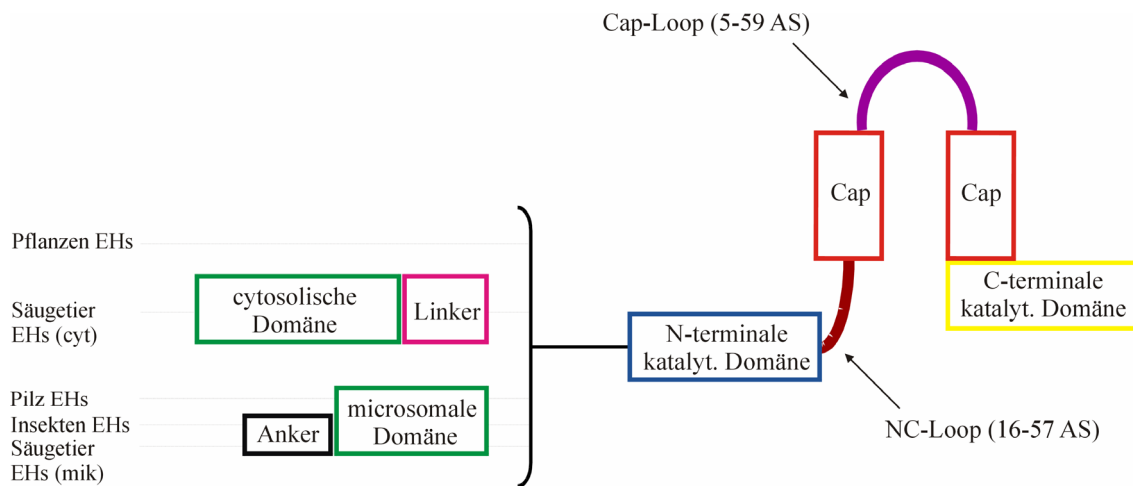 Cap-Loop (5-59 AS)
Cap
Cap
Pflanzen EHs
Säugetier
EHs (cyt)
cytosolische
Domäne
Linker
N-terminale
katalyt. Domäne
C-terminale
katalyt. Domäne
Pilz EHs
Insekten EHs
Säugetier
EHs (mik)
Anker
microsomale
Domäne
NC-Loop (16-57 AS)